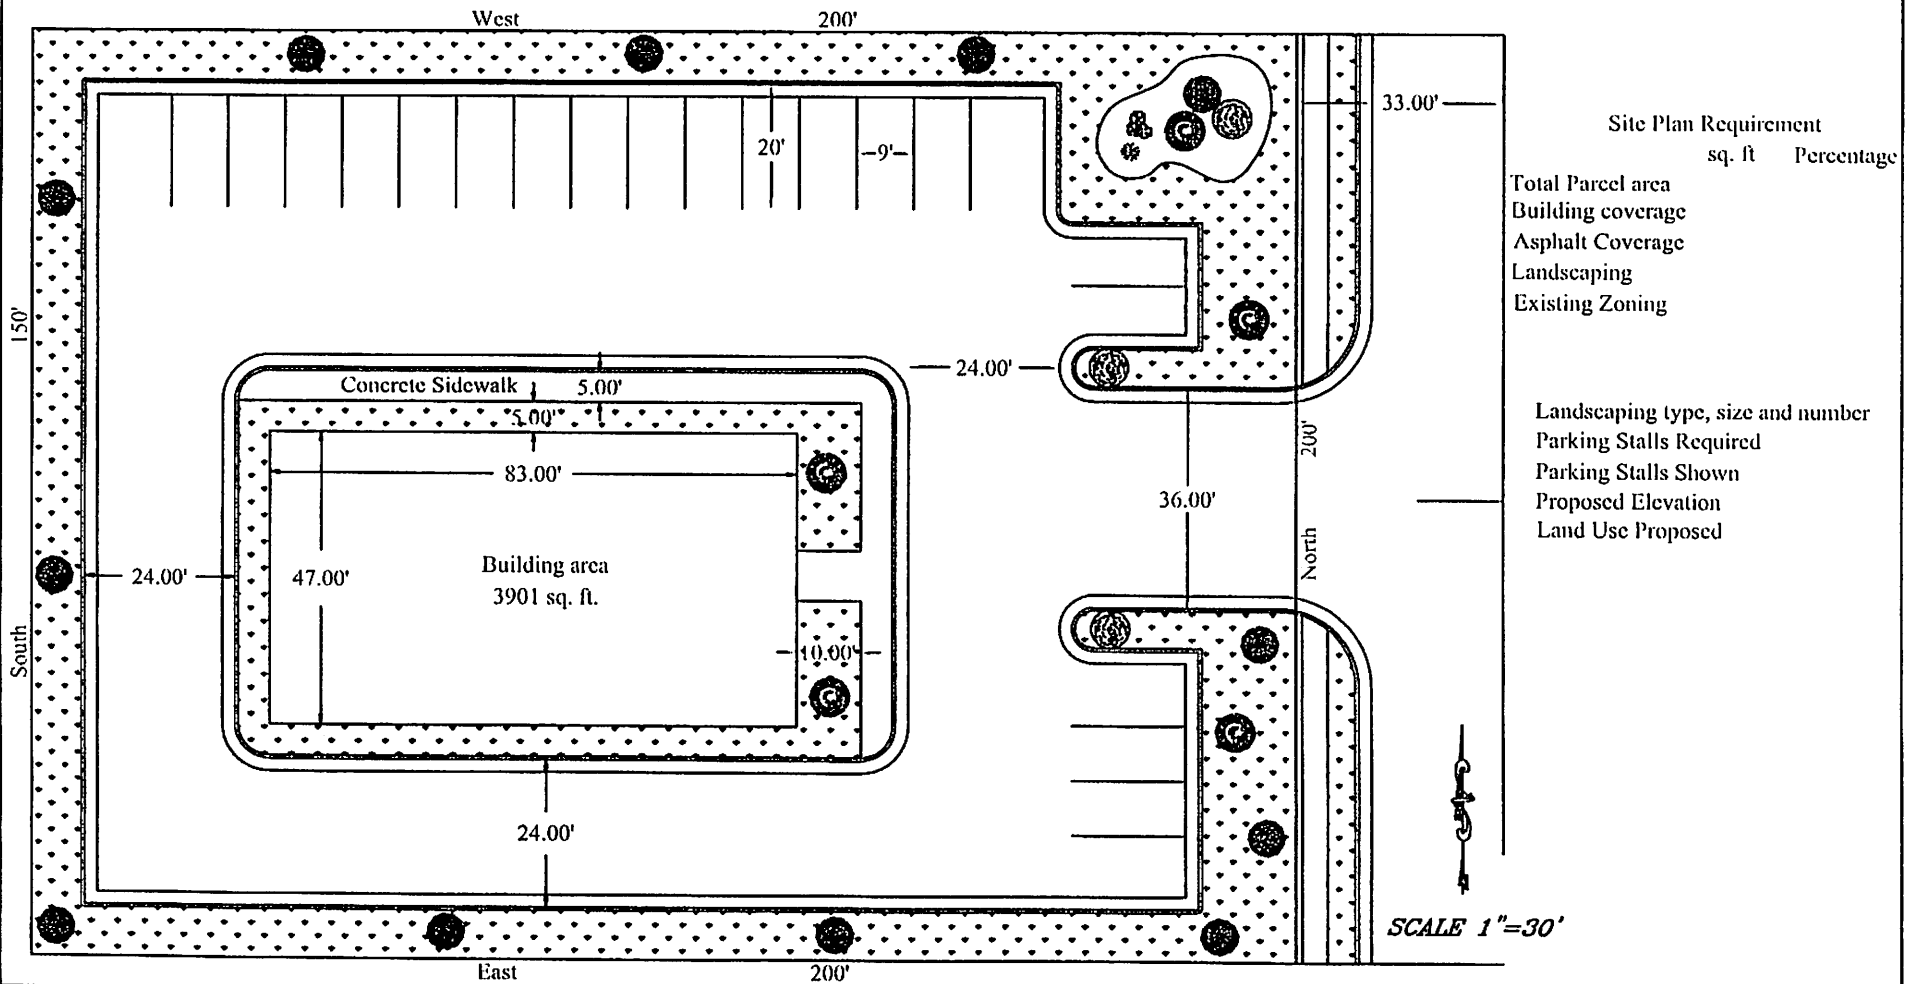 West
200'
33.00'
Site Plan Requirement
sq. ft Percentage
Total Parcel area
Building coverage
Asphalt Coverage
Landscaping
Existing Zoning
20'
9'
150'
24.00'
Concrete Sidewalk
5.00'
5.00'
Landscaping type, size and number
Parking Stalls Required
Parking Stalls Shown
Proposed Elevation
Land Use Proposed
200'
83.00'
36.00'
North
Building area
3901 sq. ft.
47.00'
24.00'
South
10.00'
24.00'
SCALE 1"=30'
East
200'